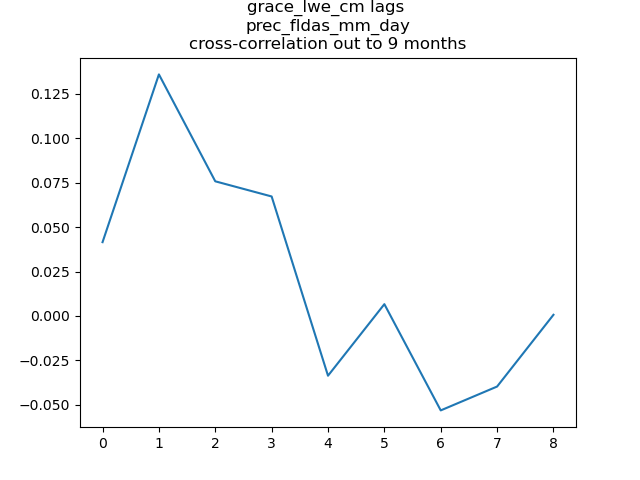 grace_lwe_cm lags
prec_fldas_mm_day
cross-correlation out to 9 months
0.125
0.100
0.075
0.050
0.025
0.000
−0.025
−0.050
0 1 2 3 4 5 6 7 8